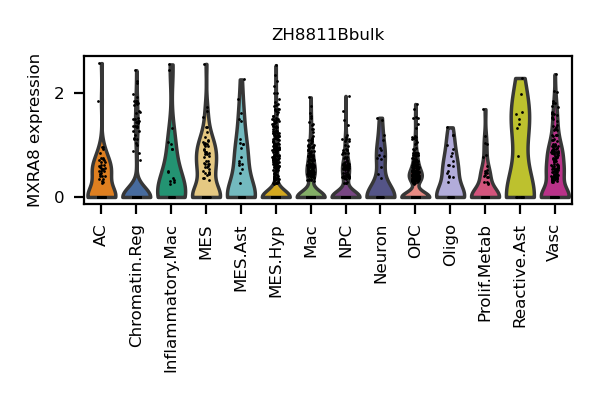 ZH8811Bbulk
MXRA8 expression
2
0
AC
Chromatin.Reg
Inflammatory.Mac
MES
MES.Ast
MES.Hyp
Mac
NPC
Neuron
OPC
Oligo
Prolif.Metab
Reactive.Ast
Vasc